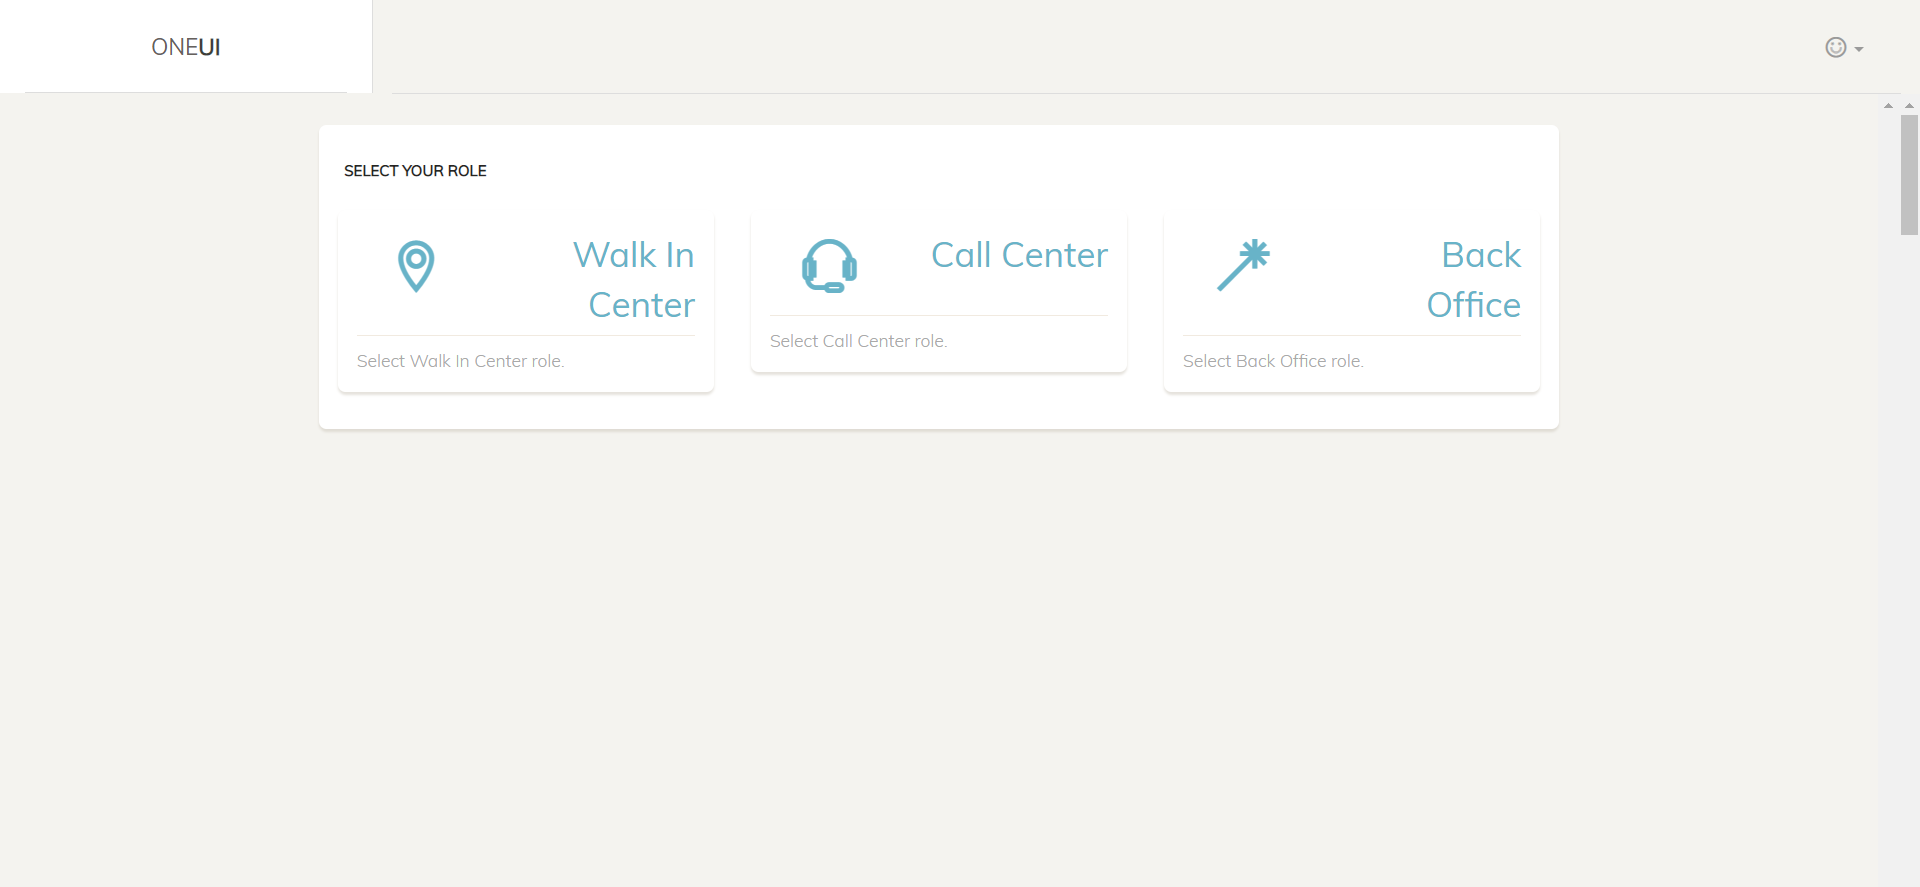 ONEUI
SELECT YOUR ROLE
Walk In
Center
Select Walk In Center role.
Call Center
Select Call Center role.
Back
Office
Select Back Office role.